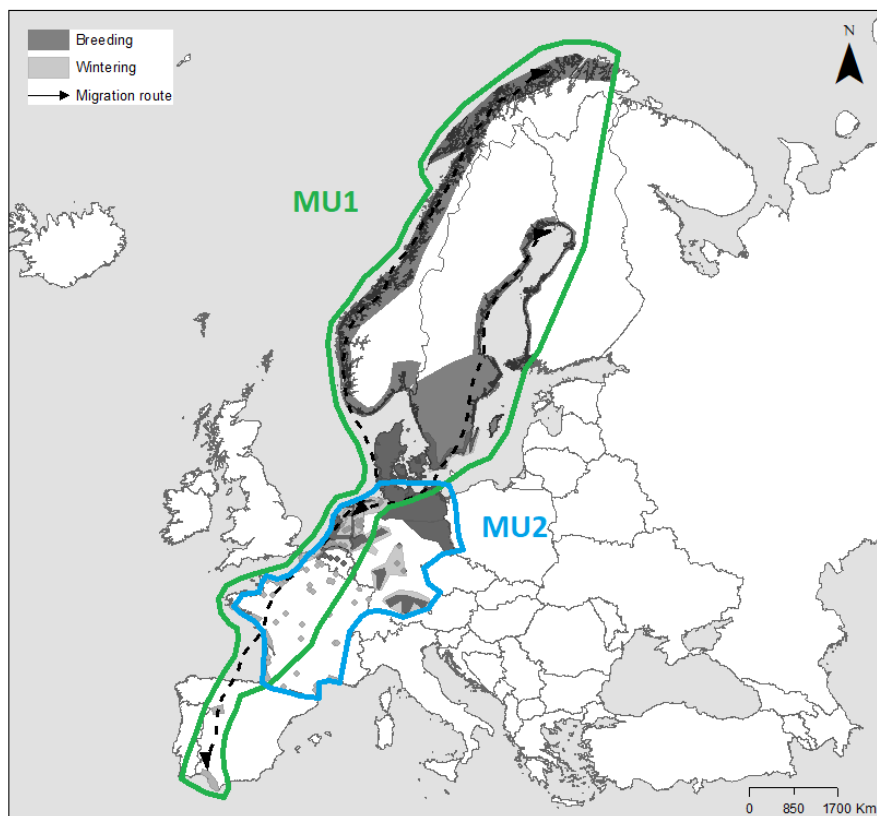 Breeding
Wintering
Migration route
N
MU1
MU2
0 850 1700 Km